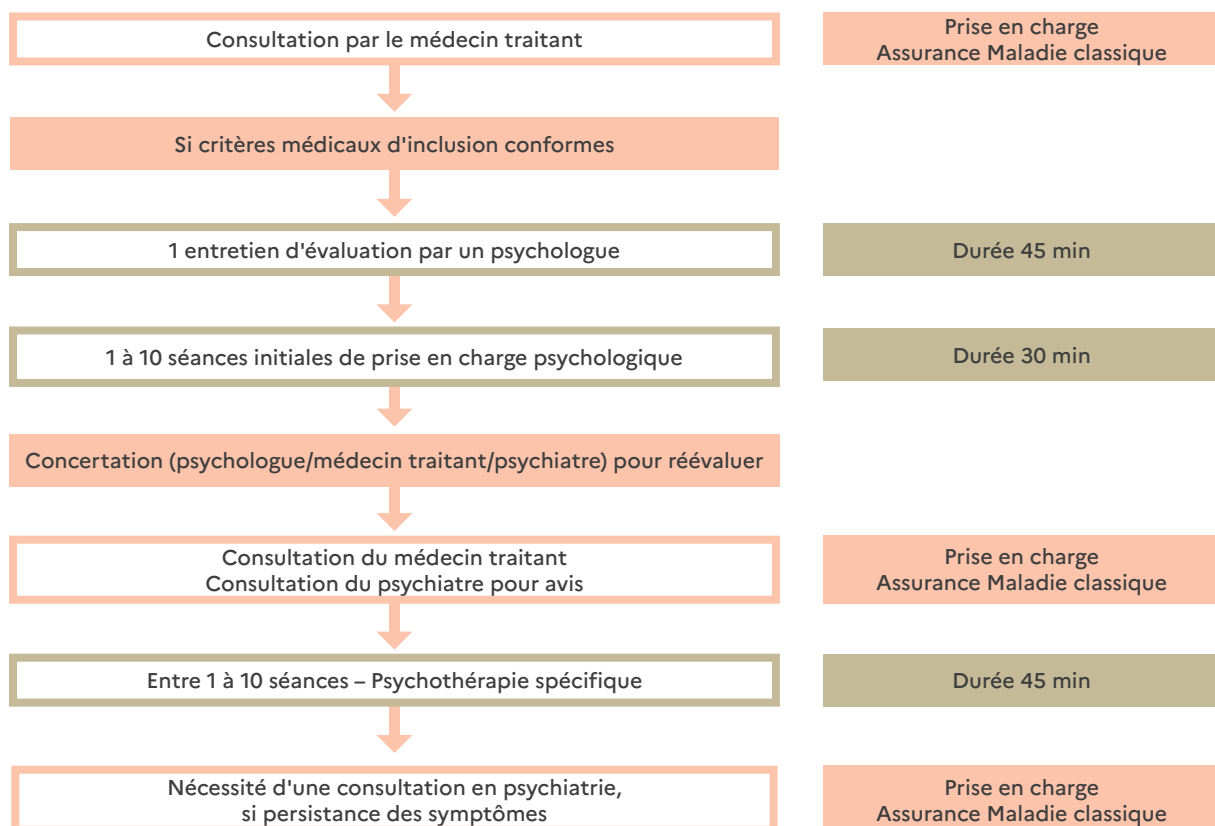 Consultation par le médecin traitant
Prise en charge
Assurance Maladie classique
Si critères médicaux d'inclusion conformes
1 entretien d'évaluation par un psychologue
Durée 45 min
1 à 10 séances initiales de prise en charge psychologique
Durée 30 min
Concertation (psychologue/médecin traitant/psychiatre) pour réévaluer
Consultation du médecin traitant
Consultation du psychiatre pour avis
Prise en charge
Assurance Maladie classique
Entre 1 à 10 séances – Psychothérapie spécifique
Durée 45 min
Nécessité d'une consultation en psychiatrie,
si persistance des symptômes
Prise en charge
Assurance Maladie classique